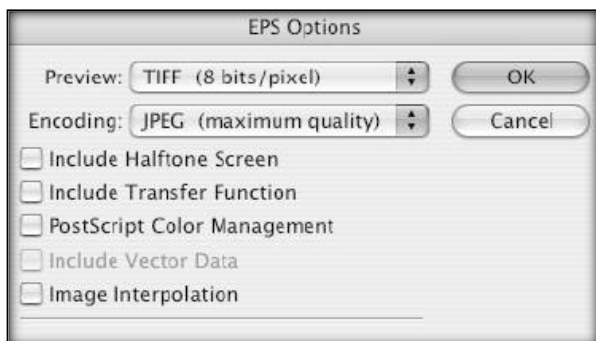 EPS Options
Preview: TIFF (8 bits/pixel) OK
Encoding: JPEG (maximum quality) Cancel
Include Halftone Screen
Include Transfer Function
PostScript Color Management
Include Vector Data
Image Interpolation